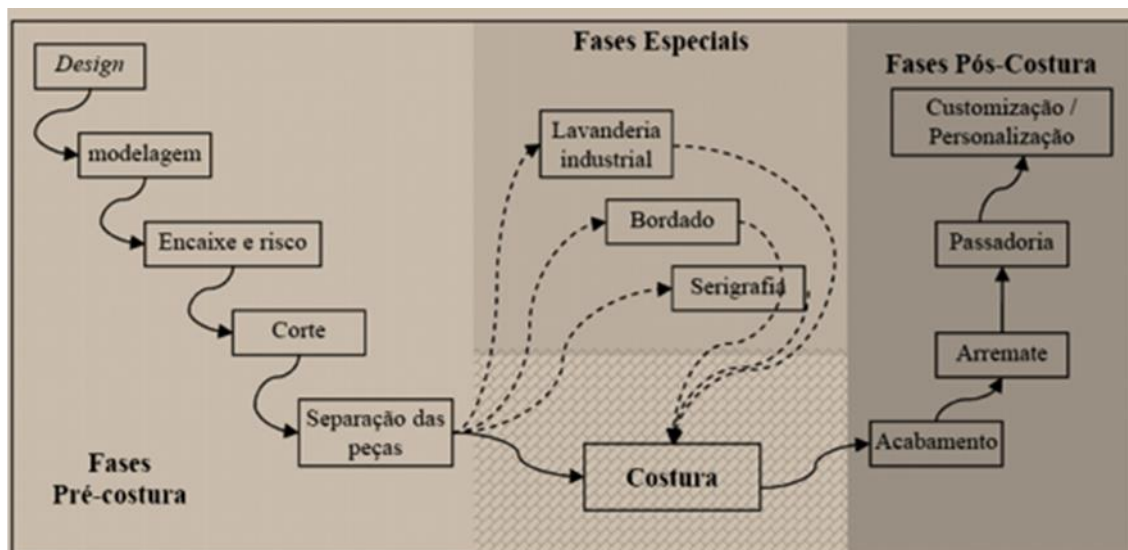 Design
modelagem
Encaixe e risco
Corte
Separação das
peças
Fases
Pré-costura
Fases Especiais
Lavanderia
industrial
Bordado
Serigrafia
Costura
Fases Pós-Costura
Customização /
Personalização
Passadoria
Arremate
Acabamento